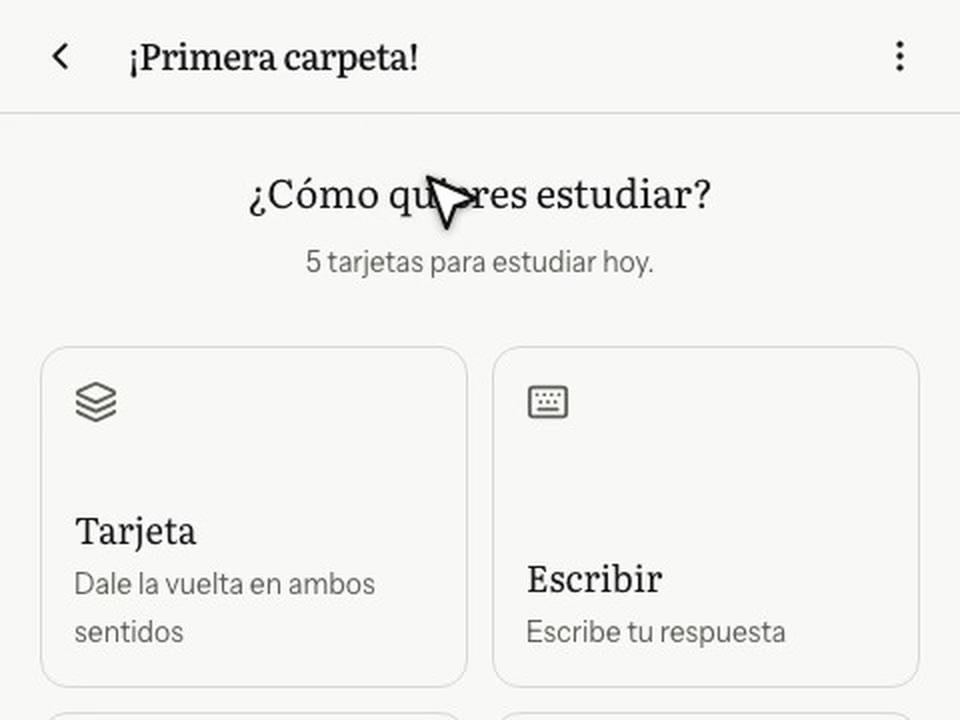 ¡Primera carpeta!
¿Cómo quieres estudiar?
5 tarjetas para estudiar hoy.
Tarjeta
Dale la vuelta en ambos
sentidos
Escribir
Escribe tu respuesta